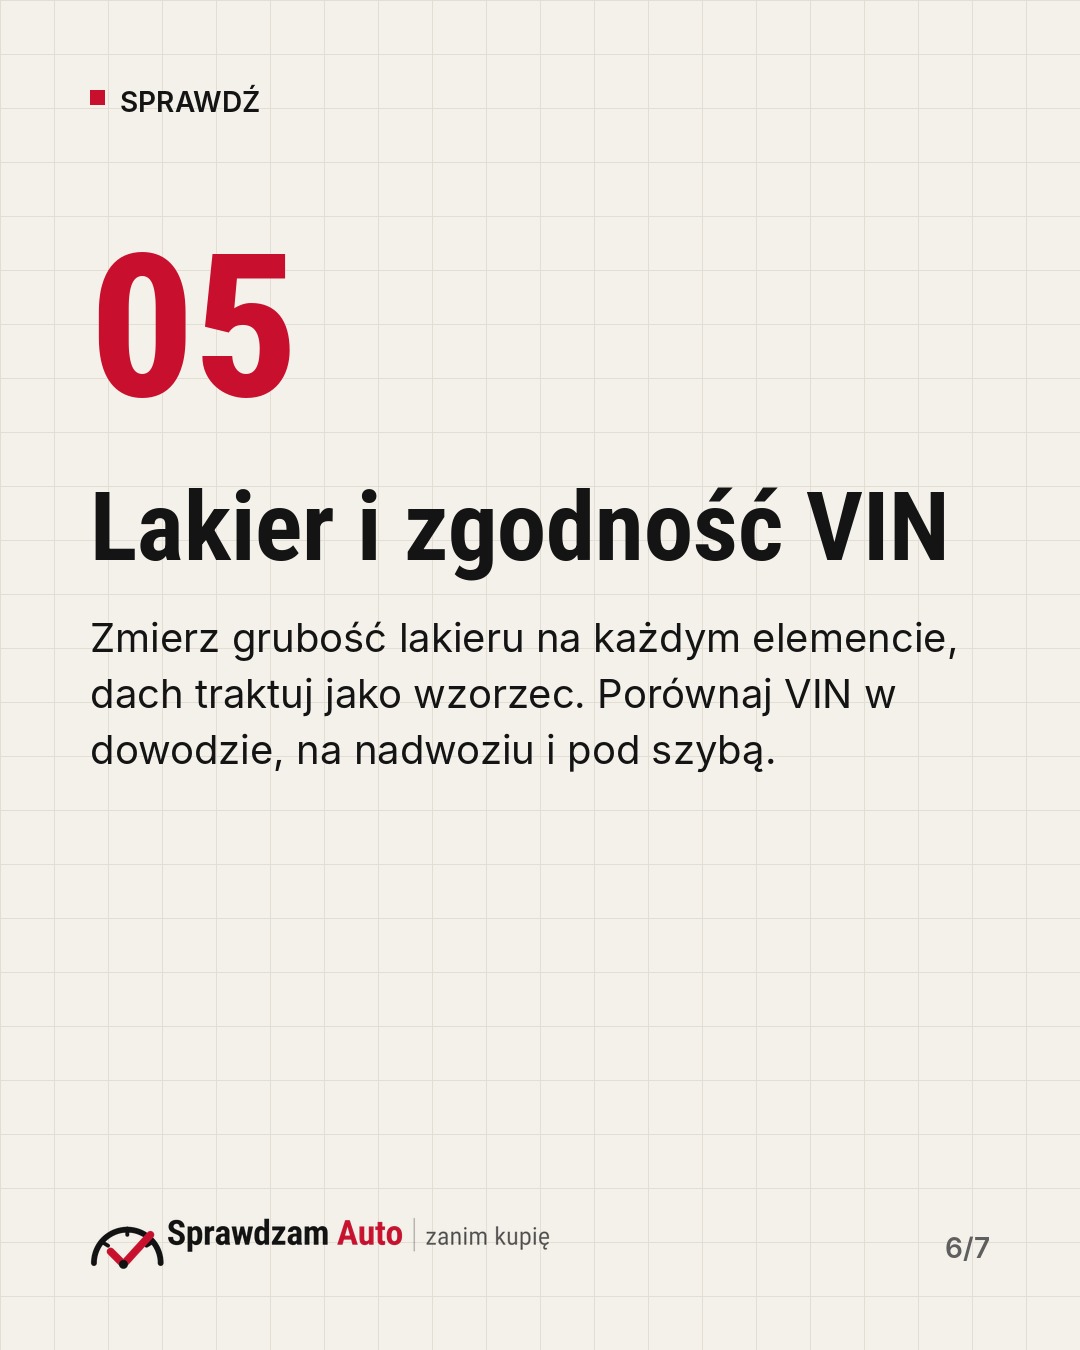 SPRAWDŹ
05
Lakier i zgodność VIN
Zmierz grubość lakieru na każdym elemencie,
dach traktuj jako wzorzec. Porównaj VIN w
dowodzie, na nadwoziu i pod szybą.
Sprawdzam Auto | zanim kupię
6/7